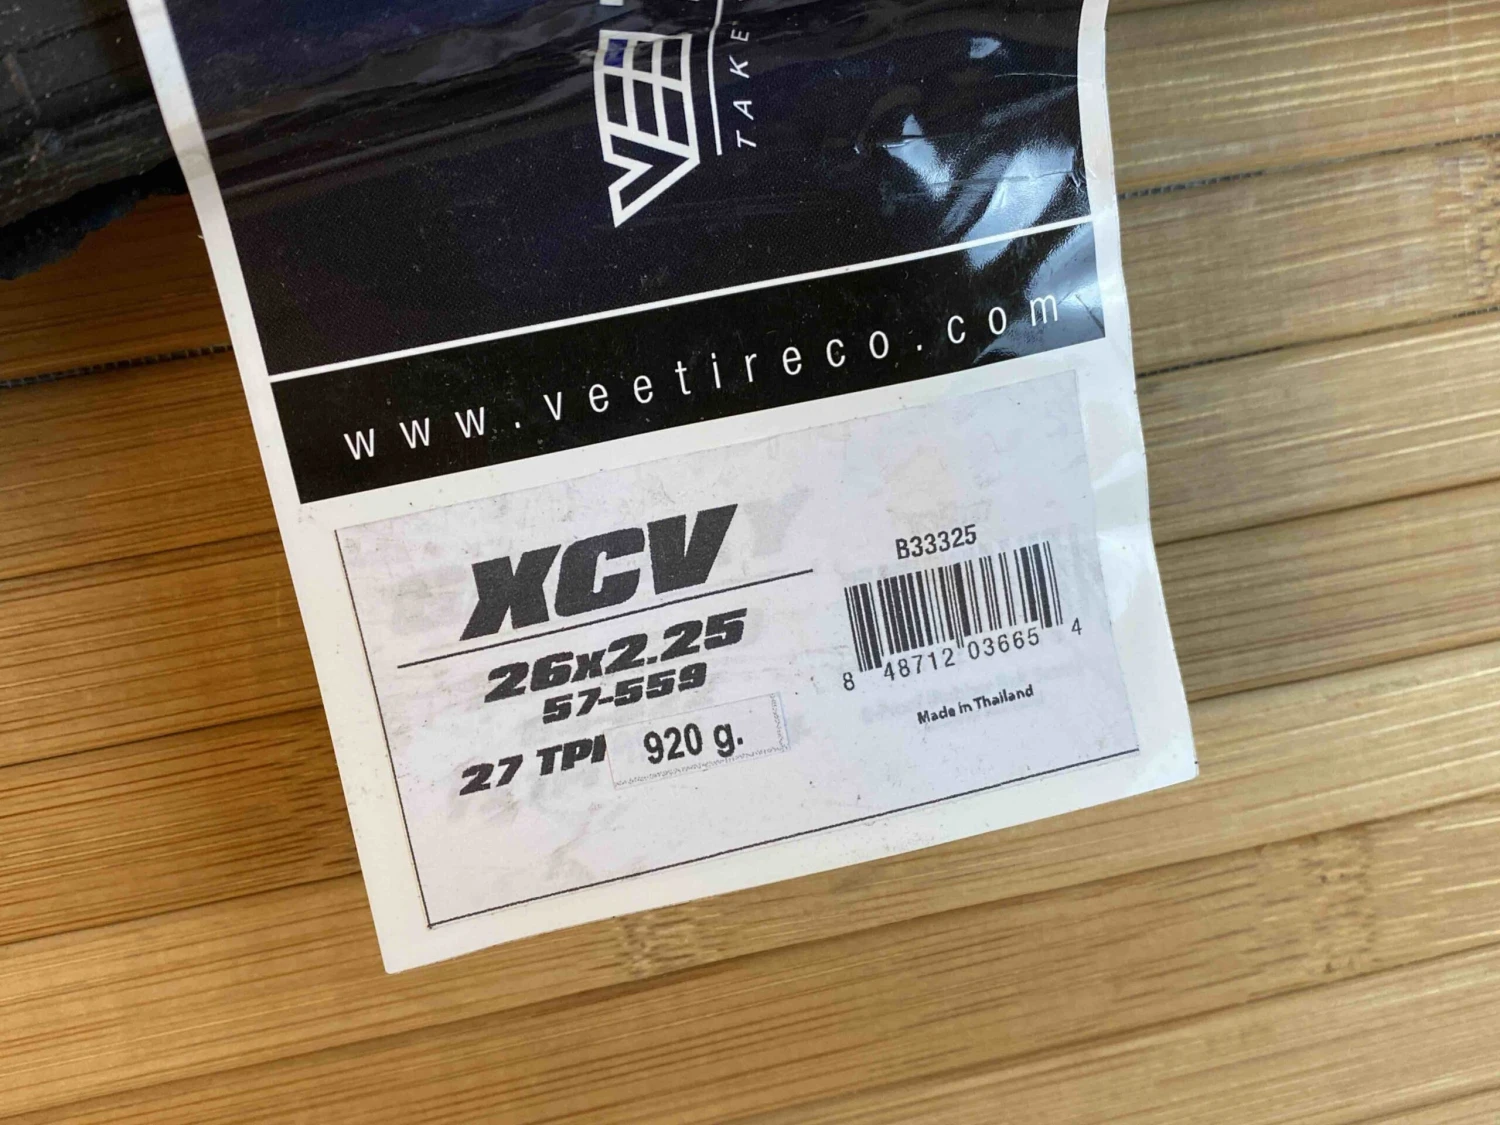 VEE
TAKE
www.veetireco.com
XCV
26x2.25
57-559
27 TPI 920 g.
B33325
8 48712 03665 4
Made in Thailand